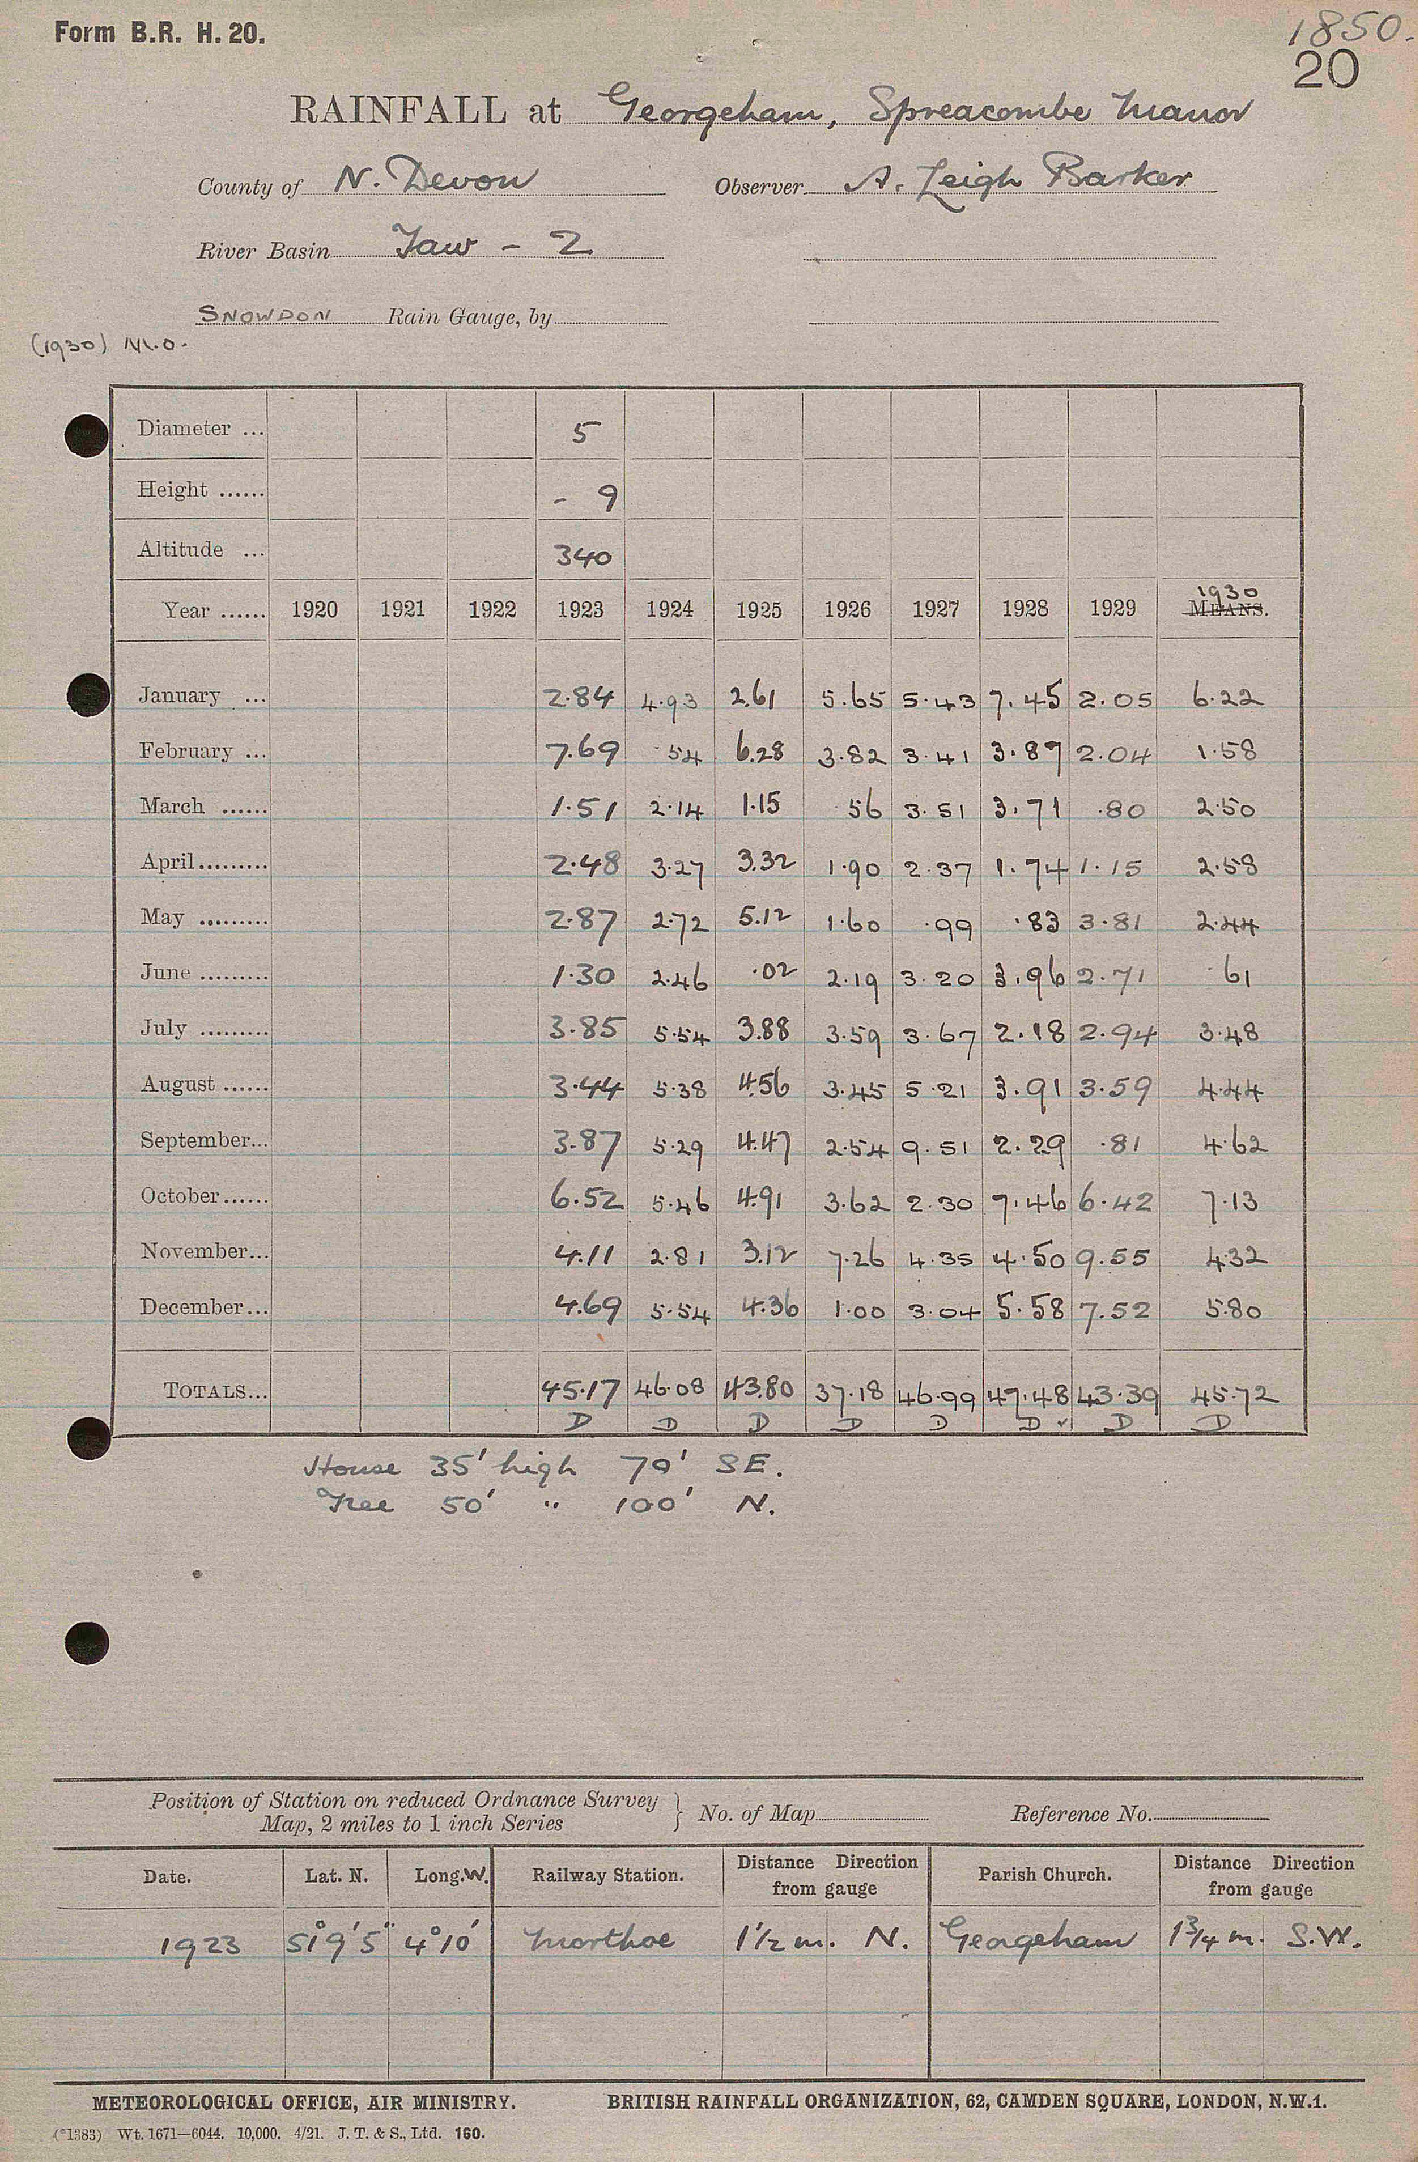 Form B.R. H. 20.
1850.
20
RAINFALL at Georgeham, Spreacombe Manor
County of N. Devon Observer A. Leigh Barker
River Basin Taw - 2
SNOWDON Rain Gauge, by
(1930) M.O.
Diameter ... 5
Height ...... - 9
Altitude ... 340
1930
Year ...... 1920 1921 1922 1923 1924 1925 1926 1927 1928 1929 MEANS.
January ... 2.84 4.93 2.61 5.65 5.43 7.45 2.05 6.22
February ... 7.69 .54 6.28 3.82 3.41 3.87 2.04 1.58
March ...... 1.51 2.14 1.15 .56 3.51 3.71 .80 2.50
April......... 2.48 3.27 3.32 1.90 2.37 1.74 1.15 2.58
May ......... 2.87 2.72 5.12 1.60 .99 .83 3.81 2.44
June ......... 1.30 2.46 .02 2.19 3.20 3.96 2.71 .61
July ......... 3.85 5.54 3.88 3.59 3.67 2.18 2.94 3.48
August ...... 3.44 5.38 4.56 3.45 5.21 3.91 3.59 4.44
September... 3.87 5.29 4.47 2.54 9.51 2.29 .81 4.62
October...... 6.52 5.46 4.91 3.62 2.30 7.46 6.42 7.13
November... 4.11 2.81 3.12 7.26 4.35 4.50 9.55 4.32
December... 4.69 5.54 4.36 1.00 3.04 5.58 7.52 5.80
TOTALS... 45.17 46.08 43.80 37.18 46.99 47.48 43.39 45.72
D D D D D D ✓ D D
House 35' high 70' SE.
Tree 50' " 100' N.
Position of Station on reduced Ordnance Survey
Map, 2 miles to 1 inch Series } No. of Map Reference No.
Date. Lat. N. Long. W. Railway Station. Distance Direction from gauge Parish Church. Distance Direction from gauge
1923 51° 9' 5" 4° 10' Morthoe 1½ m. N. Georgeham 1¾ m. S.W.
METEOROLOGICAL OFFICE, AIR MINISTRY. BRITISH RAINFALL ORGANIZATION, 62, CAMDEN SQUARE, LONDON, N.W.1.
(*1383) Wt. 1671—6044. 10,000. 4/21. J. T. & S., Ltd. 160.